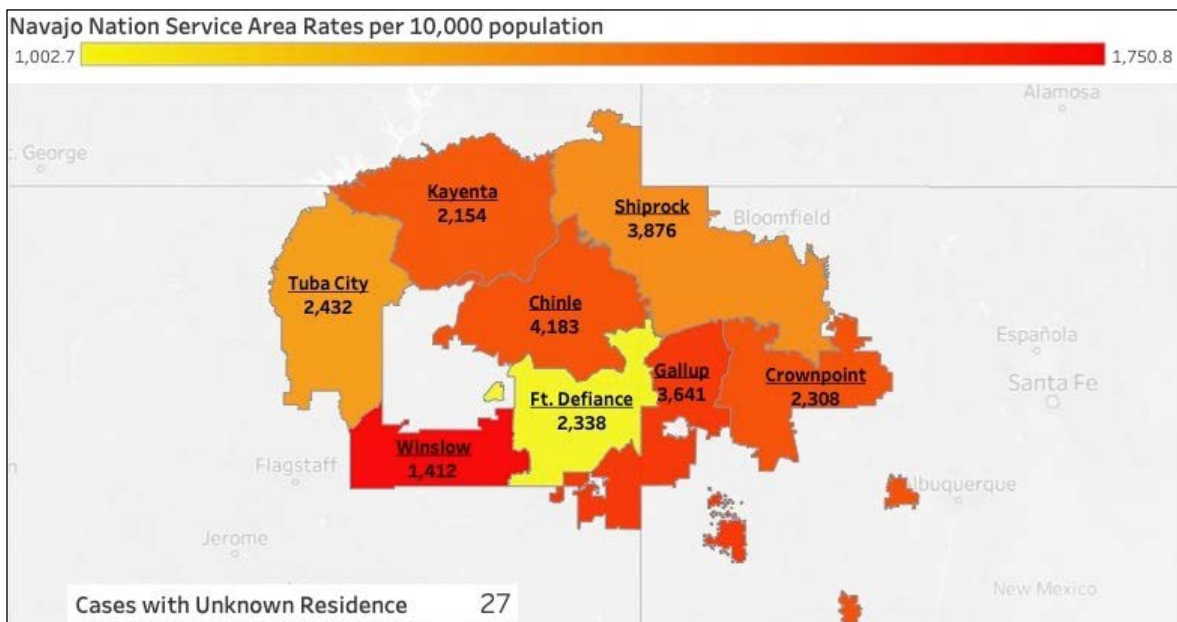 Navajo Nation Service Area Rates per 10,000 population
1,002.7
1,750.8
Alamosa
George
Kayenta
2,154
Shiprock
3,876
Bloomfield
Tuba City
2,432
Chinle
4,183
Española
Gallup
3,641
Crownpoint
2,308
Santa Fe
Ft. Defiance
2,338
Winslow
1,412
Flagstaff
Albuquerque
Jerome
New Mexico
Cases with Unknown Residence 27